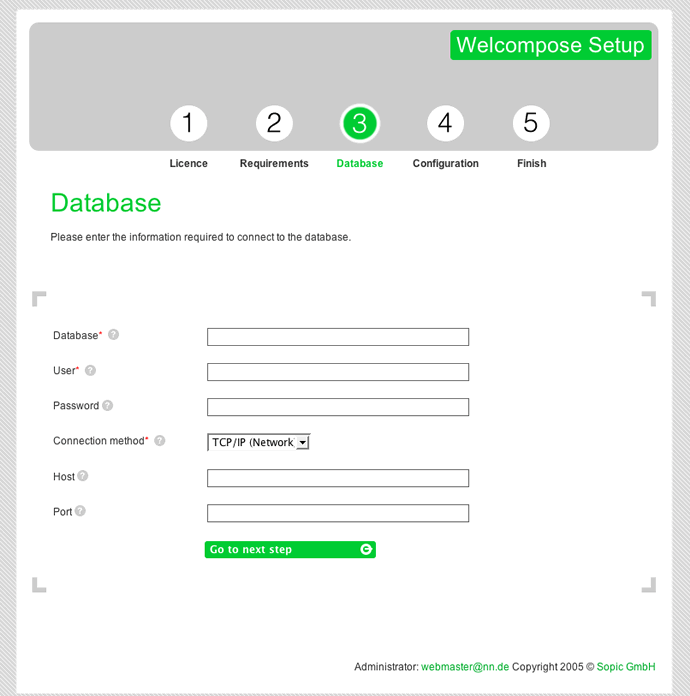 Welcompose Setup
1 2 3 4 5
Licence Requirements Database Configuration Finish
Database
Please enter the information required to connect to the database.
Database* ?
User* ?
Password ?
Connection method* ? TCP/IP (Network
Host ?
Port ?
Go to next step
Administrator: webmaster@nn.de Copyright 2005 © Sopic GmbH